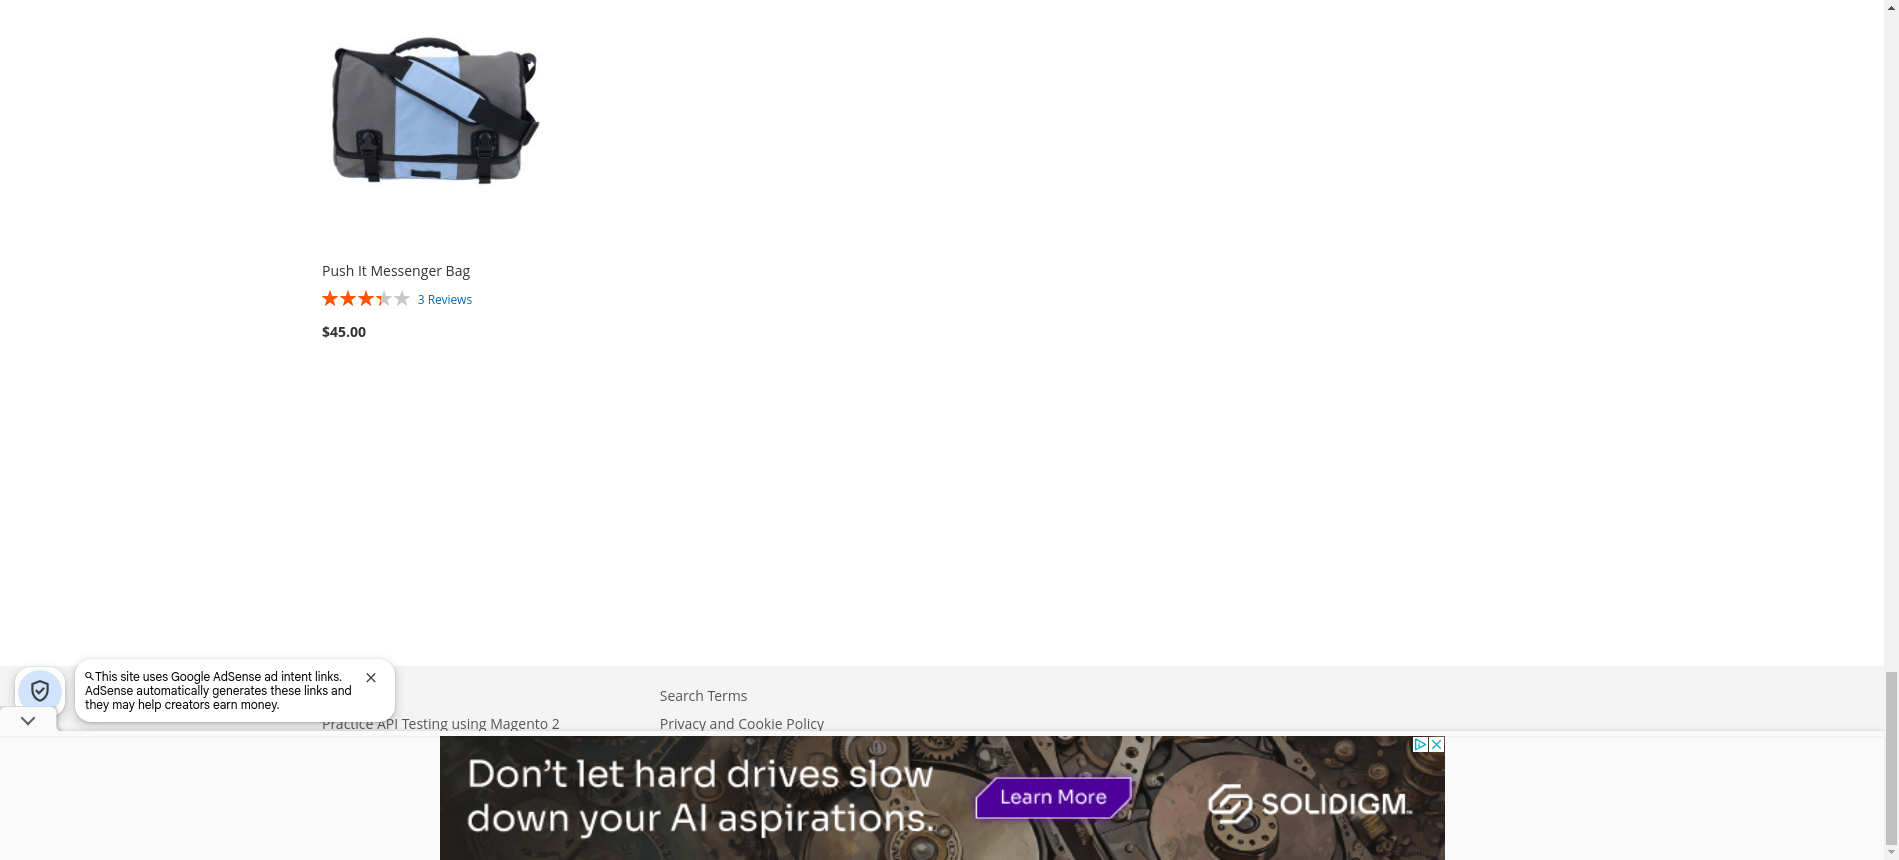 Push It Messenger Bag
3 Reviews
$45.00
This site uses Google AdSense ad intent links.
AdSense automatically generates these links and
they may help creators earn money.
Search Terms
Practice API Testing using Magento 2
Privacy and Cookie Policy
Don't let hard drives slow
down your AI aspirations.
Learn More
SOLIDIGM